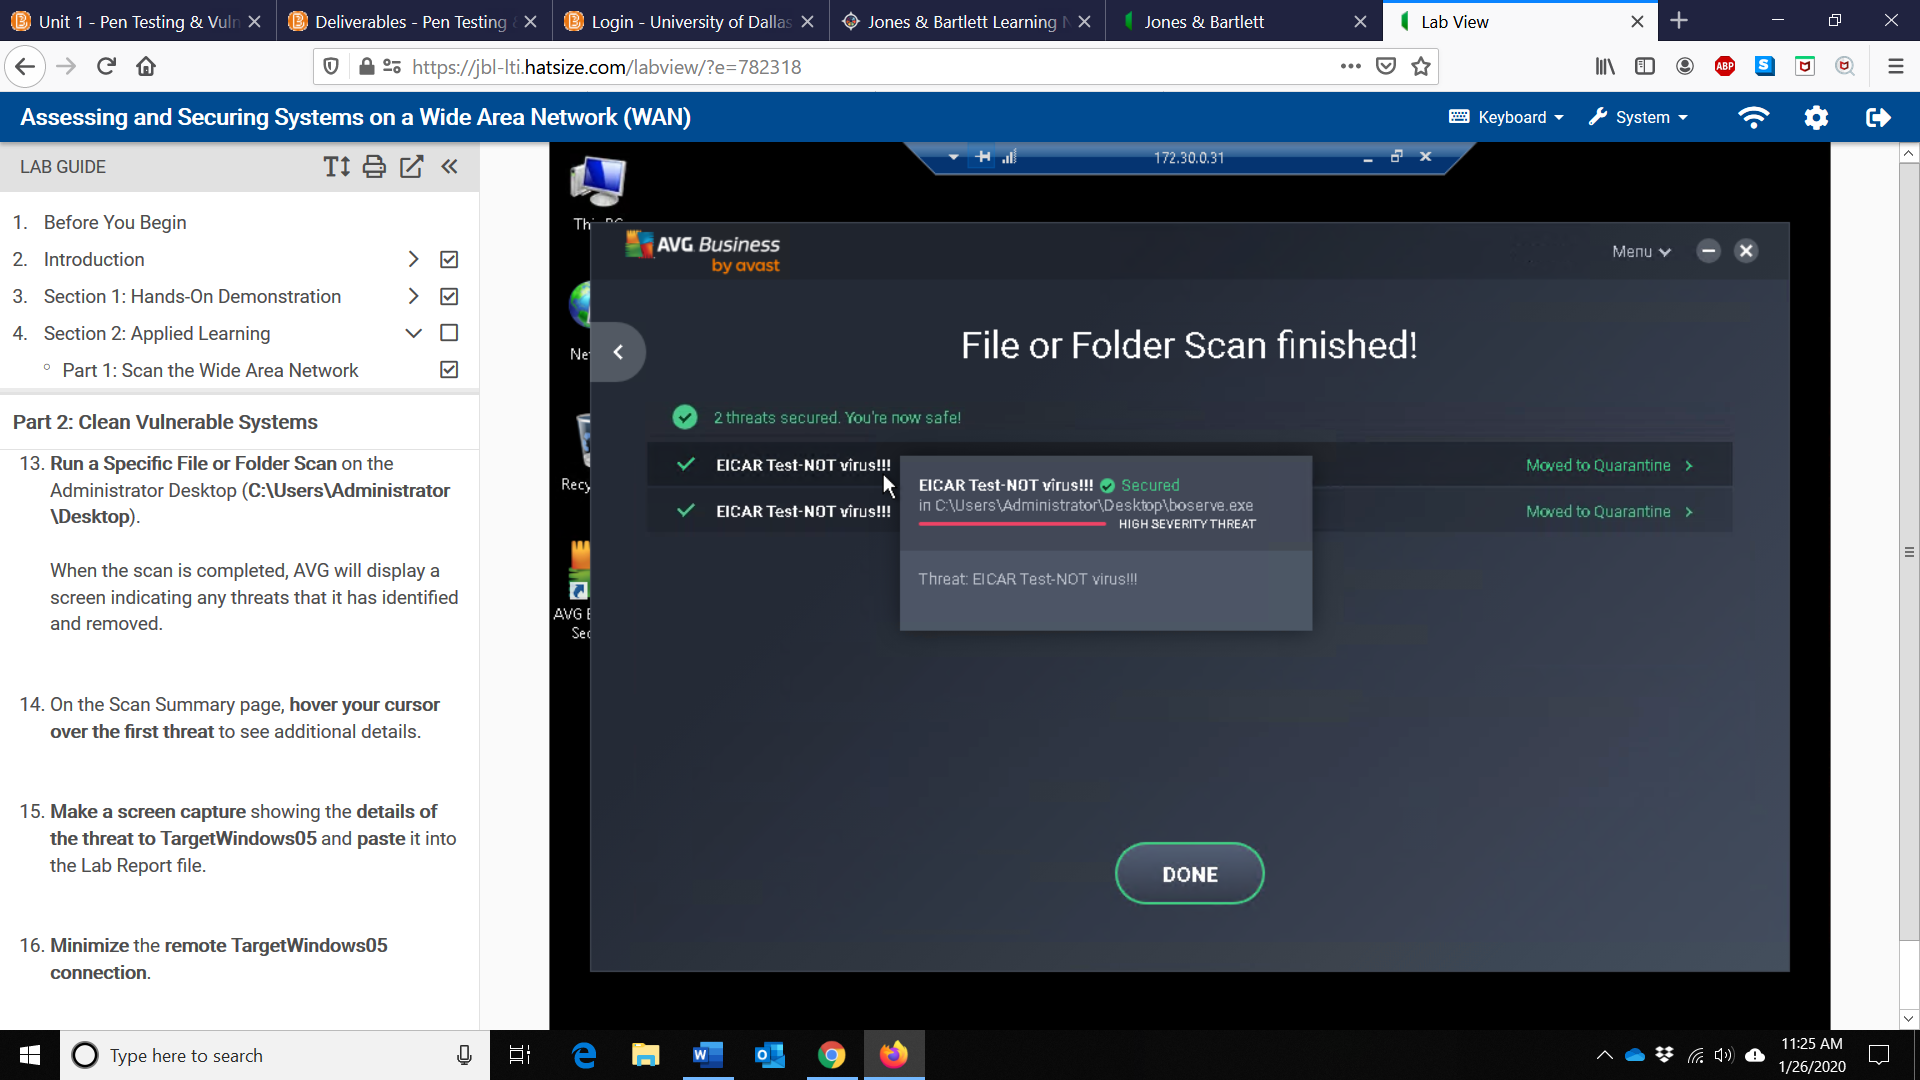 Unit 1 - Pen Testing & Vuln
Deliverables - Pen Testing &
Login - University of Dallas
Jones & Bartlett Learning N
Jones & Bartlett
Lab View
https://jbl-lti.hatsize.com/labview/?e=782318
ABP
S
Assessing and Securing Systems on a Wide Area Network (WAN)
Keyboard
System
LAB GUIDE
1. Before You Begin
2. Introduction
3. Section 1: Hands-On Demonstration
4. Section 2: Applied Learning
Part 1: Scan the Wide Area Network
Part 2: Clean Vulnerable Systems
13. Run a Specific File or Folder Scan on the
Administrator Desktop (C:\Users\Administrator
\Desktop).
When the scan is completed, AVG will display a
screen indicating any threats that it has identified
and removed.
14. On the Scan Summary page, hover your cursor
over the first threat to see additional details.
15. Make a screen capture showing the details of
the threat to TargetWindows05 and paste it into
the Lab Report file.
16. Minimize the remote TargetWindows05
connection.
172.30.0.31
AVG Business
by avast
Menu
File or Folder Scan finished!
2 threats secured. You're now safe!
EICAR Test-NOT virus!!!
Moved to Quarantine
EICAR Test-NOT virus!!!
Moved to Quarantine
EICAR Test-NOT virus!!! Secured
in C:\Users\Administrator\Desktop\boserve.exe
HIGH SEVERITY THREAT
Threat: EICAR Test-NOT virus!!!
DONE
Recy
AVG
Sec
Type here to search
11:25 AM
1/26/2020